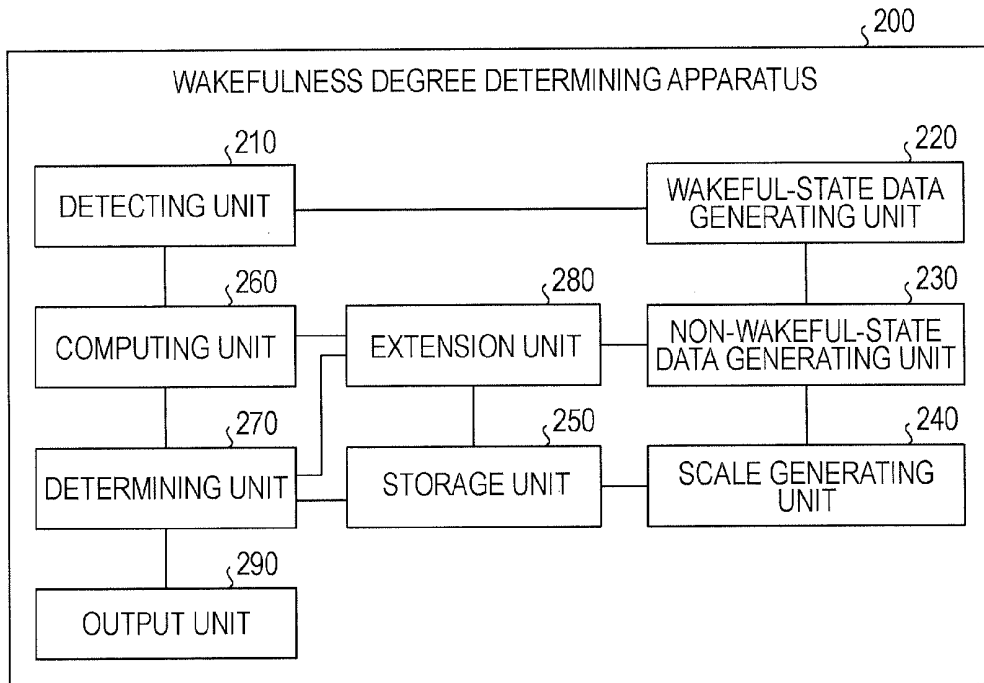 200
WAKEFULNESS DEGREE DETERMINING APPARATUS
210
DETECTING UNIT
220
WAKEFUL-STATE DATA
GENERATING UNIT
260
COMPUTING UNIT
280
EXTENSION UNIT
230
NON-WAKEFUL-STATE
DATA GENERATING UNIT
270
DETERMINING UNIT
250
STORAGE UNIT
240
SCALE GENERATING
UNIT
290
OUTPUT UNIT